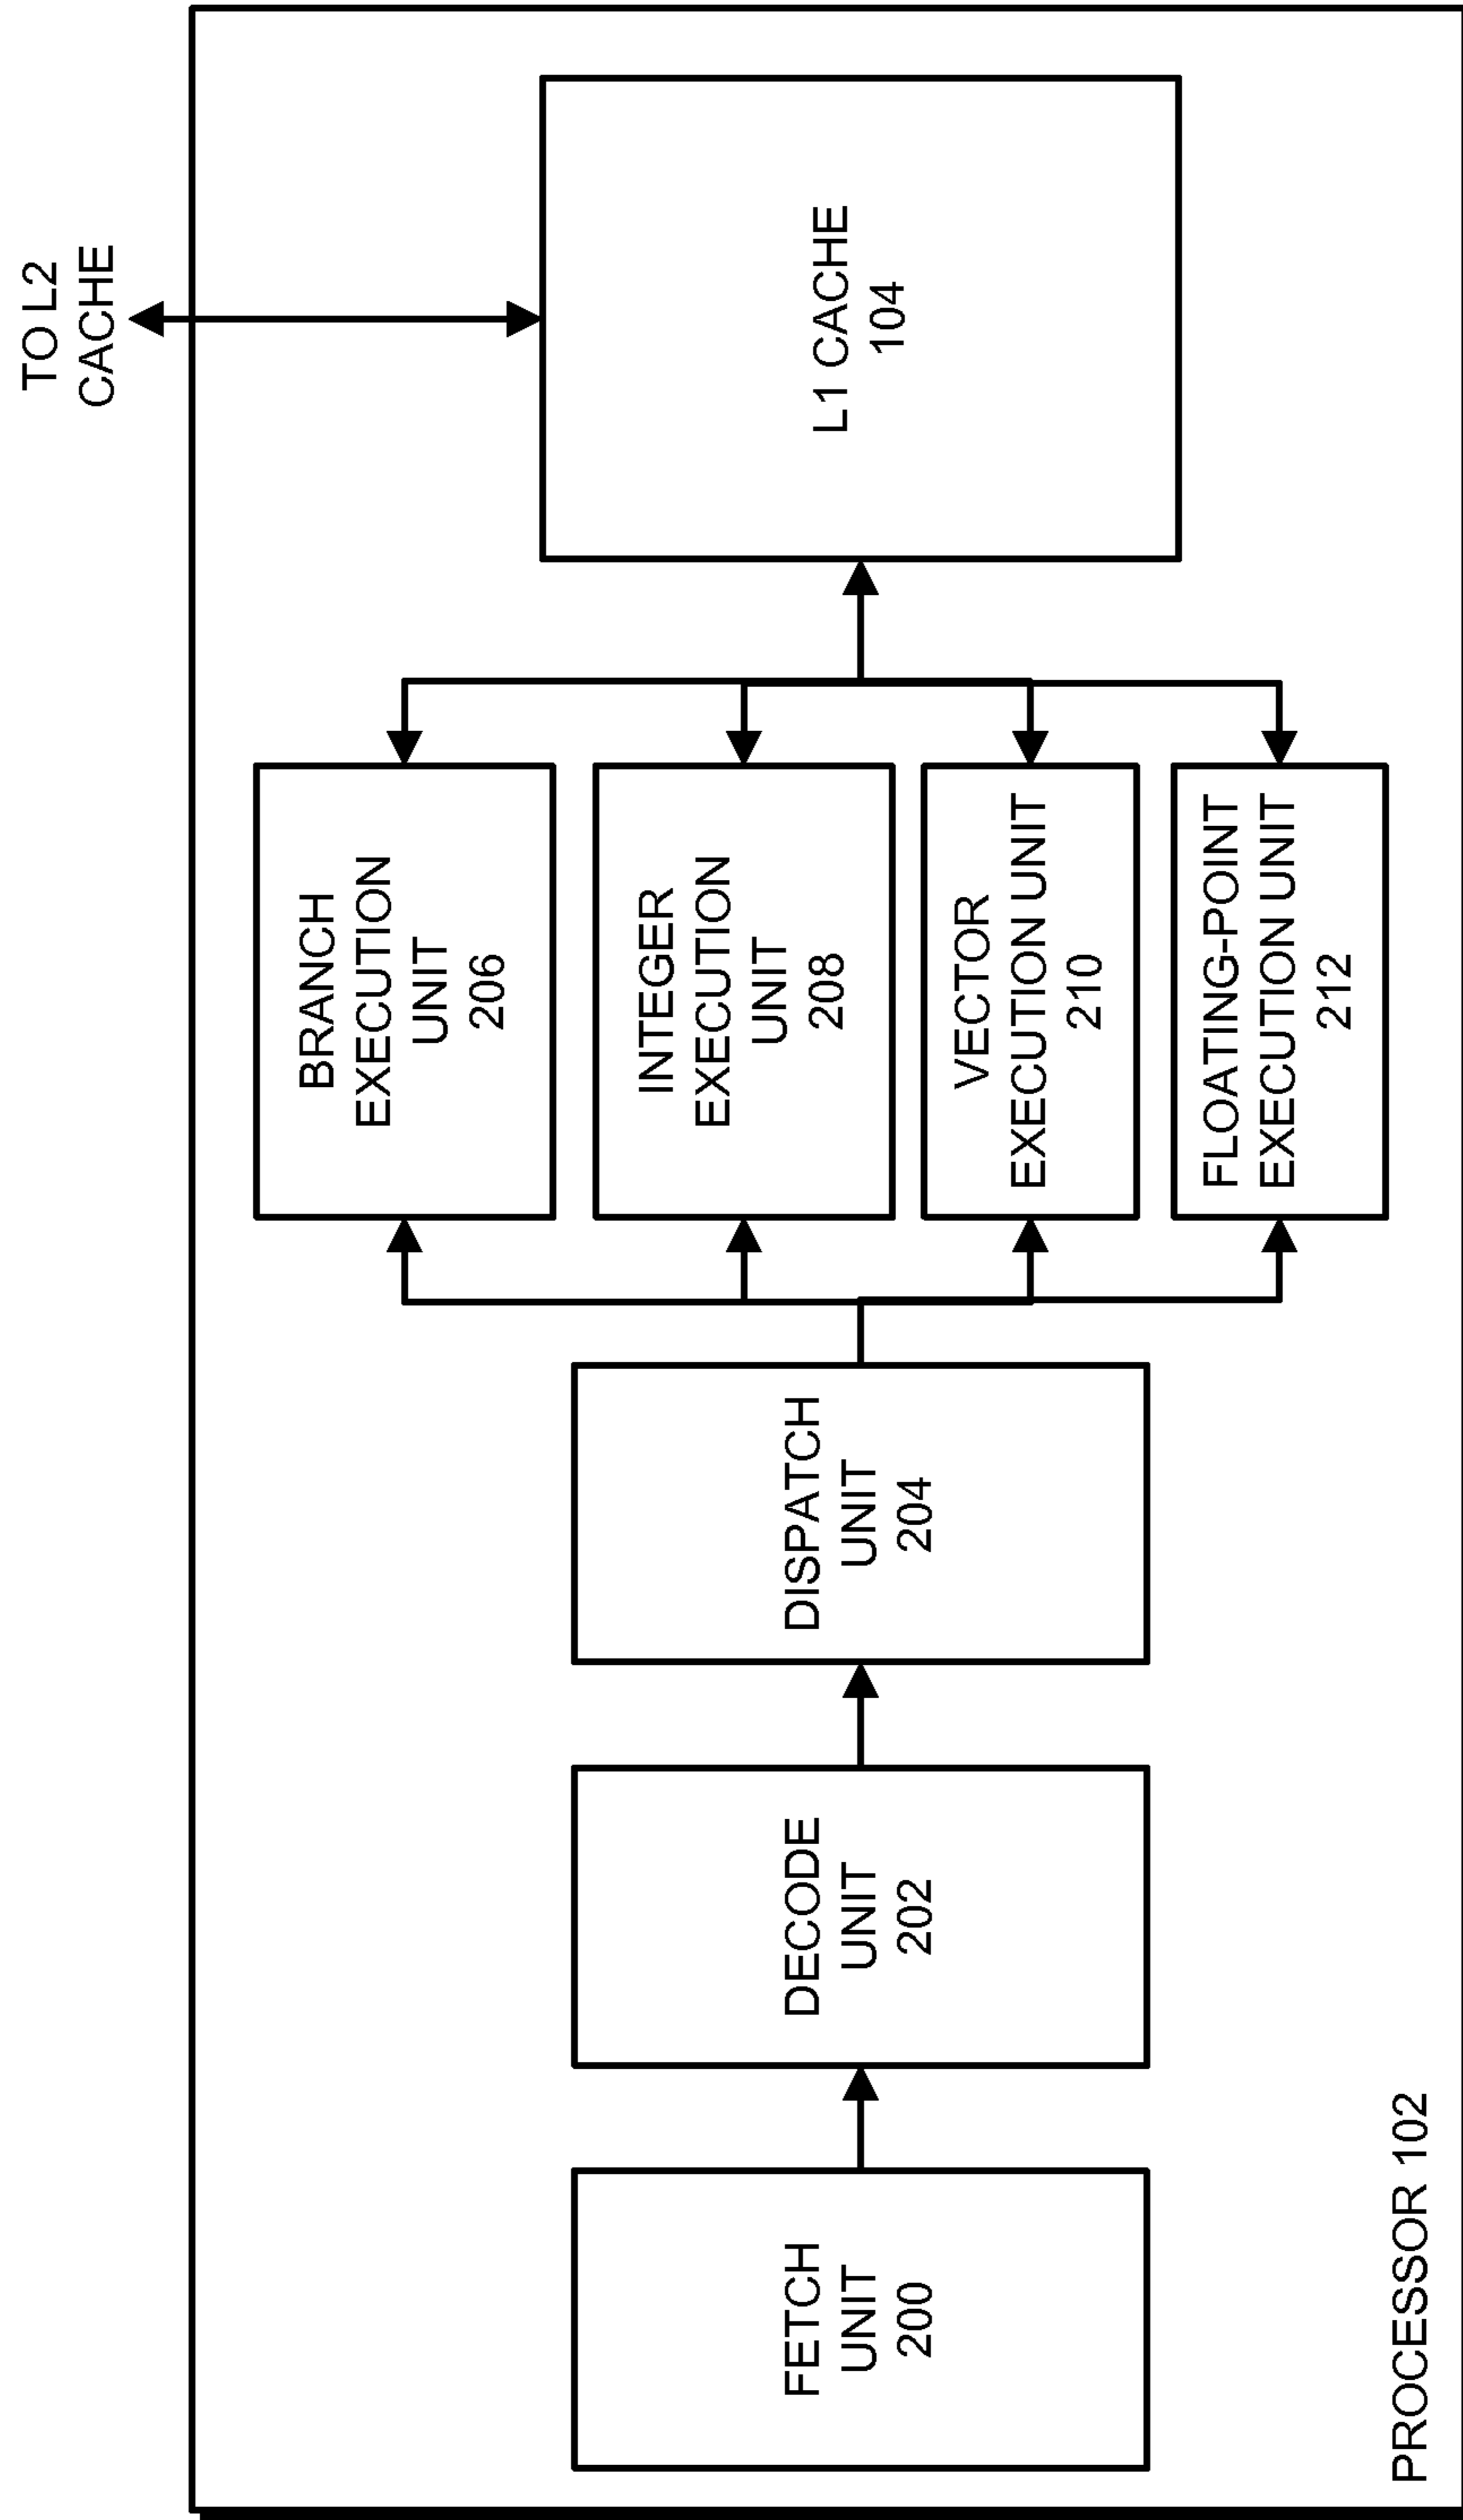 TO L2
CACHE
FETCH
UNIT
200
DECODE
UNIT
202
DISPATCH
UNIT
204
BRANCH
EXECUTION
UNIT
206
INTEGER
EXECUTION
UNIT
208
VECTOR
EXECUTION UNIT
210
FLOATING-POINT
EXECUTION UNIT
212
L1 CACHE
104
PROCESSOR 102